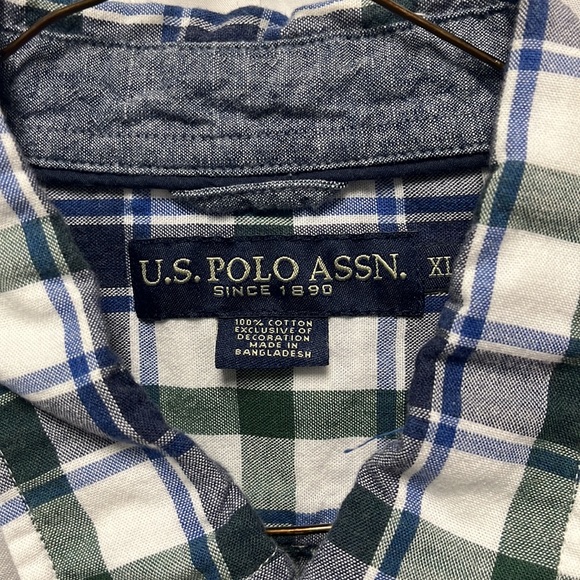 U.S. POLO ASSN. XL
SINCE 1890
100% COTTON
EXCLUSIVE OF
DECORATION
MADE IN
BANGLADESH